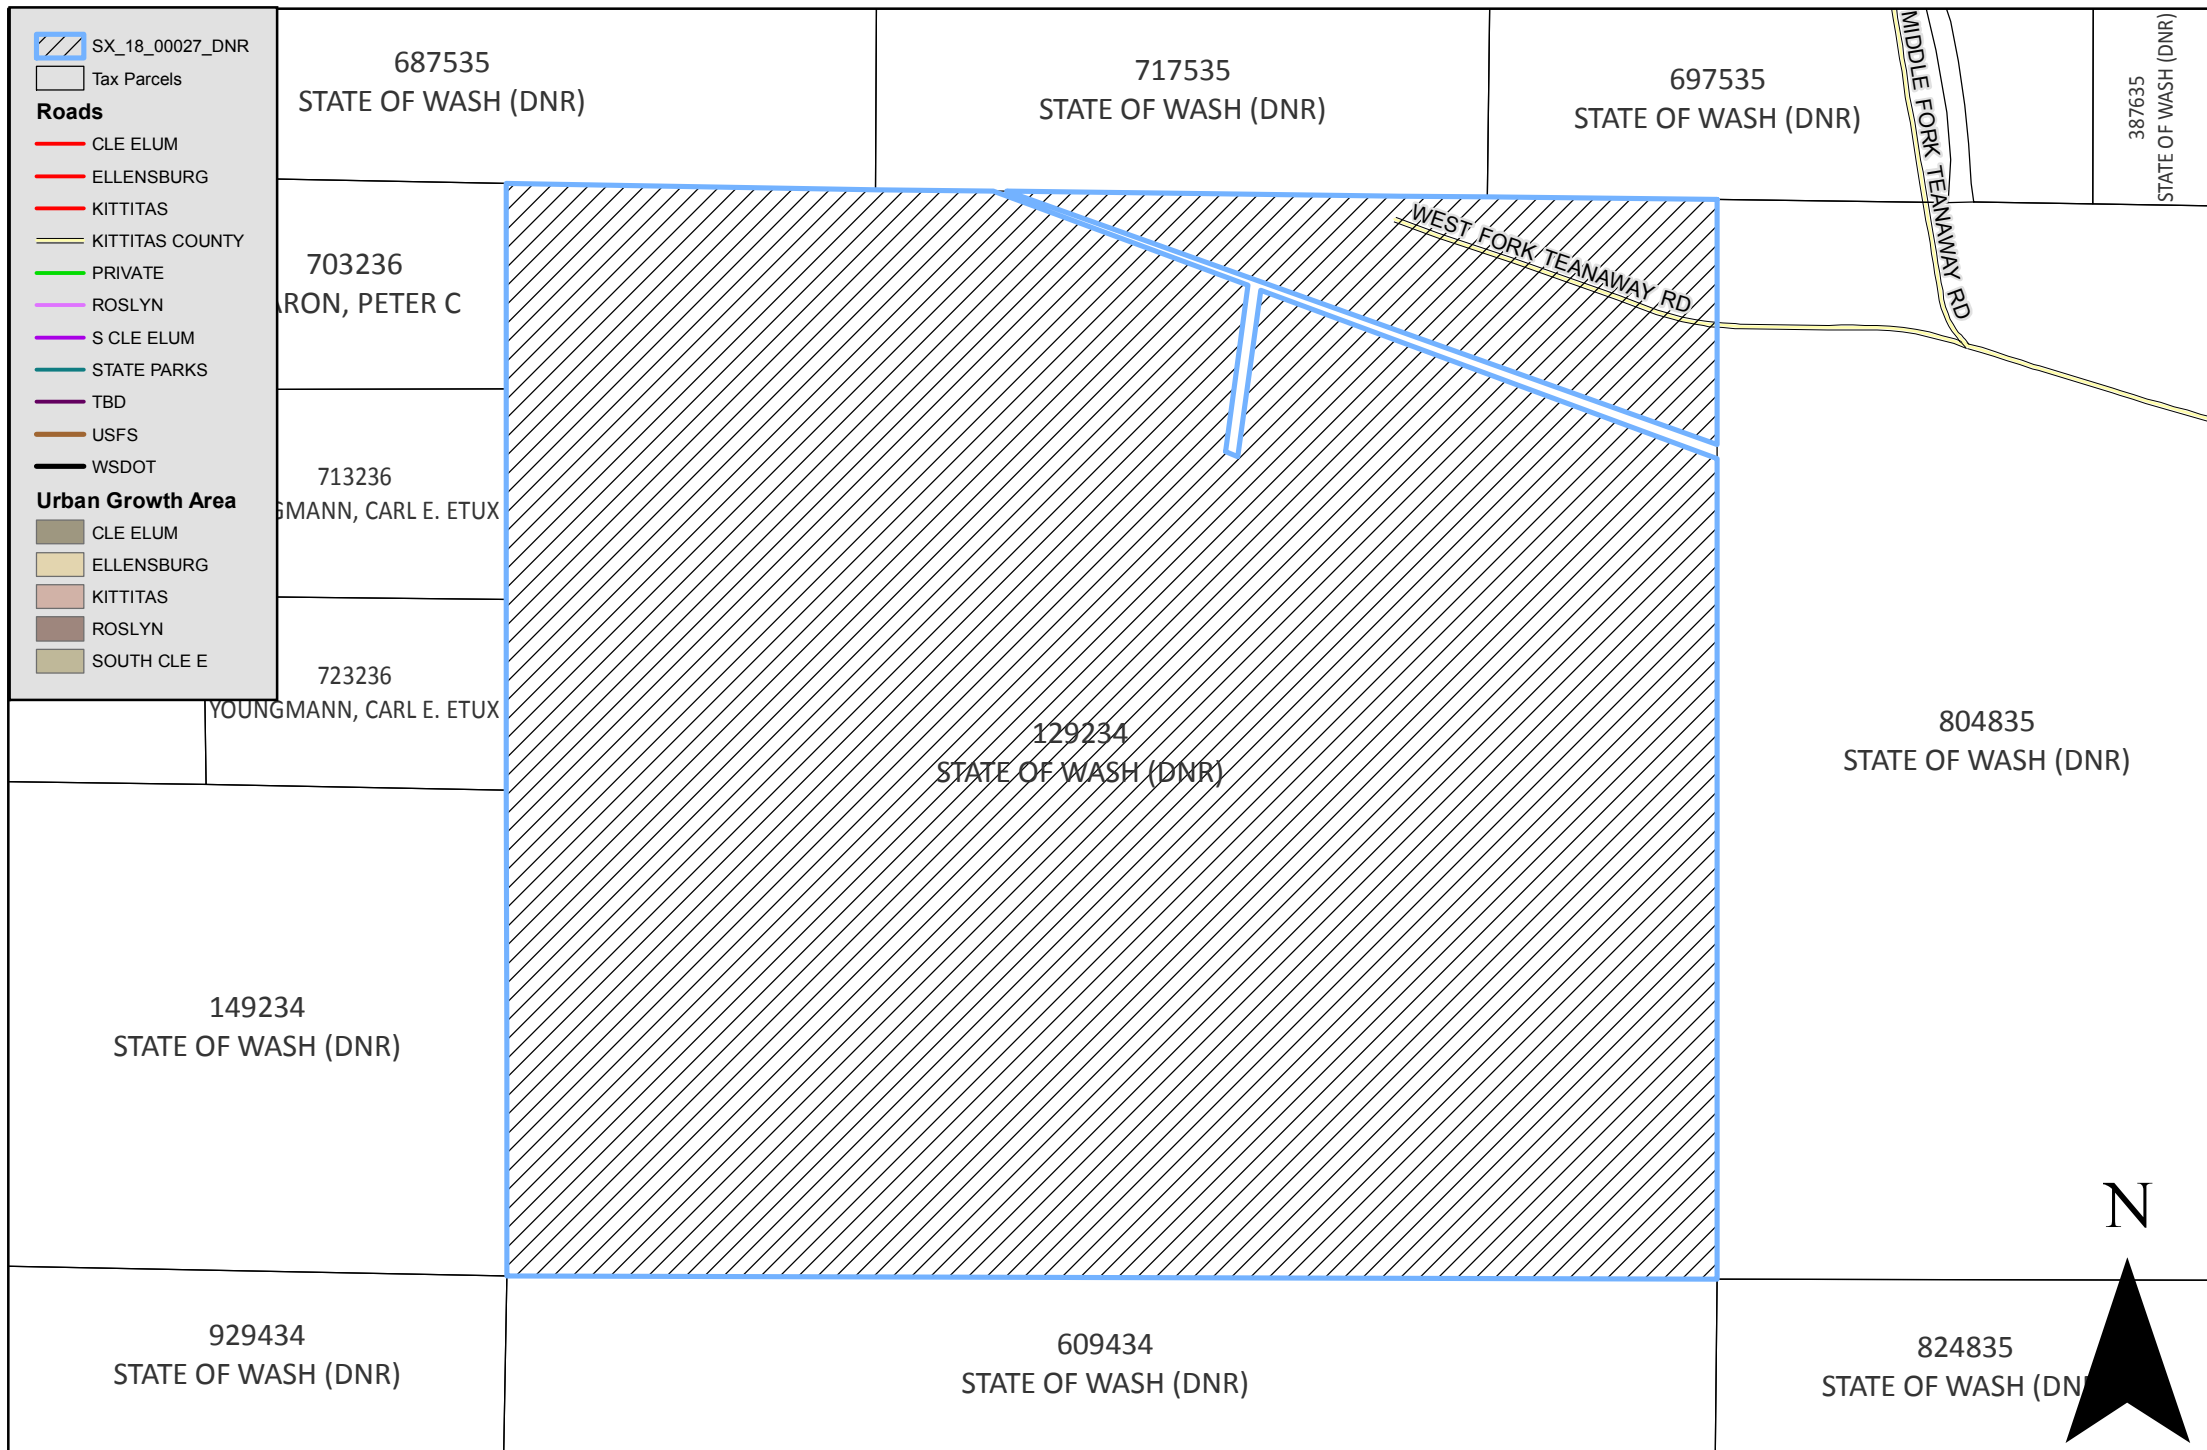 SX_18_00027_DNR
Tax Parcels
Roads
CLE ELUM
ELLENSBURG
KITTITAS
KITTITAS COUNTY
PRIVATE
ROSLYN
S CLE ELUM
STATE PARKS
TBD
USFS
WSDOT
Urban Growth Area
CLE ELUM
ELLENSBURG
KITTITAS
ROSLYN
SOUTH CLE E
687535
STATE OF WASH (DNR)
717535
STATE OF WASH (DNR)
697535
STATE OF WASH (DNR)
MIDDLE FORK TEANAWAY RD
387635
STATE OF WASH (DNR)
703236
ARON, PETER C
WEST FORK TEANAWAY RD
713236
GMANN, CARL E. ETUX
723236
YOUNGMANN, CARL E. ETUX
129234
STATE OF WASH (DNR)
804835
STATE OF WASH (DNR)
149234
STATE OF WASH (DNR)
N
929434
STATE OF WASH (DNR)
609434
STATE OF WASH (DNR)
824835
STATE OF WASH (DN